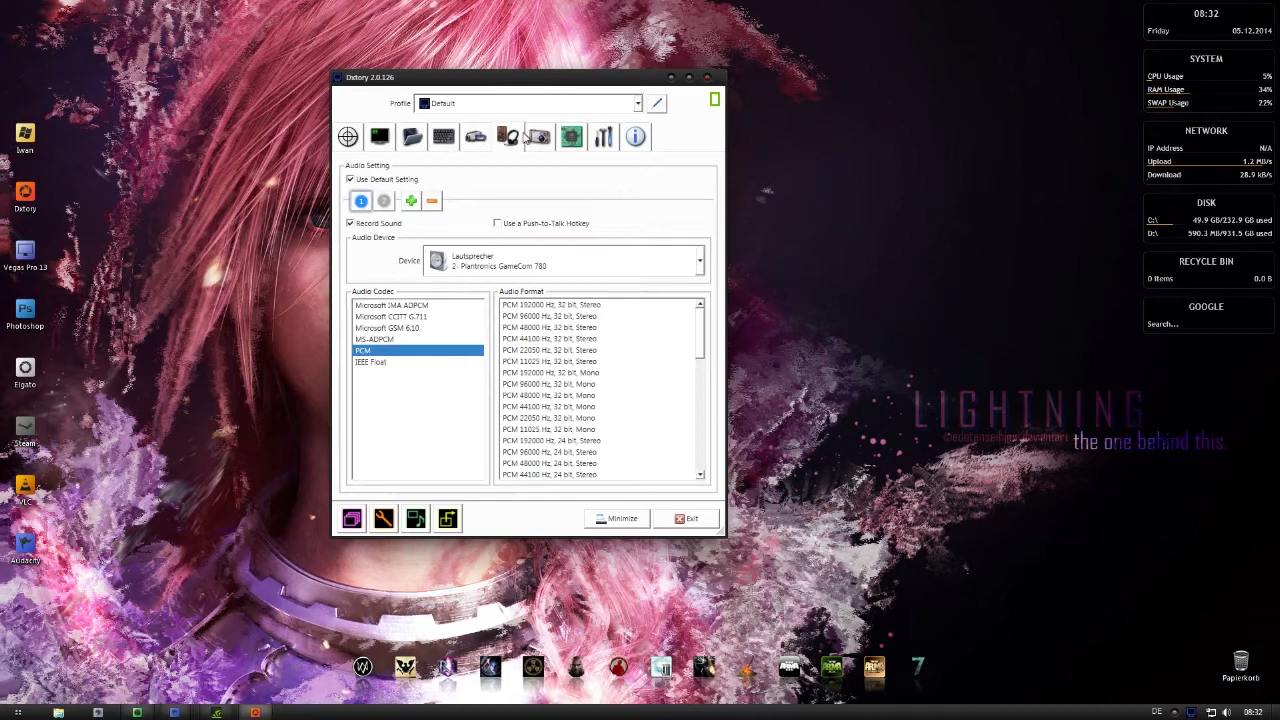 Dxtory 2.0.126
Profile
Default
Audio Setting
Use Default Setting
1
2
Record Sound
Use a Push-to-Talk Hotkey
Audio Device
Device
Lautsprecher
2- Plantronics GameCom 780
Audio Codec
Microsoft IMA ADPCM
Microsoft CCITT G.711
Microsoft GSM 6.10
MS-ADPCM
PCM
IEEE Float
Audio Format
PCM 192000 Hz, 32 bit, Stereo
PCM 96000 Hz, 32 bit, Stereo
PCM 48000 Hz, 32 bit, Stereo
PCM 44100 Hz, 32 bit, Stereo
PCM 22050 Hz, 32 bit, Stereo
PCM 11025 Hz, 32 bit, Stereo
PCM 192000 Hz, 32 bit, Mono
PCM 96000 Hz, 32 bit, Mono
PCM 48000 Hz, 32 bit, Mono
PCM 44100 Hz, 32 bit, Mono
PCM 22050 Hz, 32 bit, Mono
PCM 11025 Hz, 32 bit, Mono
PCM 192000 Hz, 24 bit, Stereo
PCM 96000 Hz, 24 bit, Stereo
PCM 48000 Hz, 24 bit, Stereo
PCM 44100 Hz, 24 bit, Stereo
Minimize
Exit
Iwan
Dxtory
Vegas Pro 13
Photoshop
Elgato
Steam
VLC
Audacity
08:32
Friday 05.12.2014
SYSTEM
CPU Usage 5%
RAM Usage 34%
SWAP Usage 22%
NETWORK
IP Address N/A
Upload 1.2 MB/s
Download 28.9 kB/s
DISK
C:\ 49.9 GB/232.9 GB used
D:\ 590.3 MB/931.5 GB used
RECYCLE BIN
0 Items 0.0 B used
GOOGLE
Search...
LIGHTNING
the one behind this.
Papierkorb
7
DE
08:32